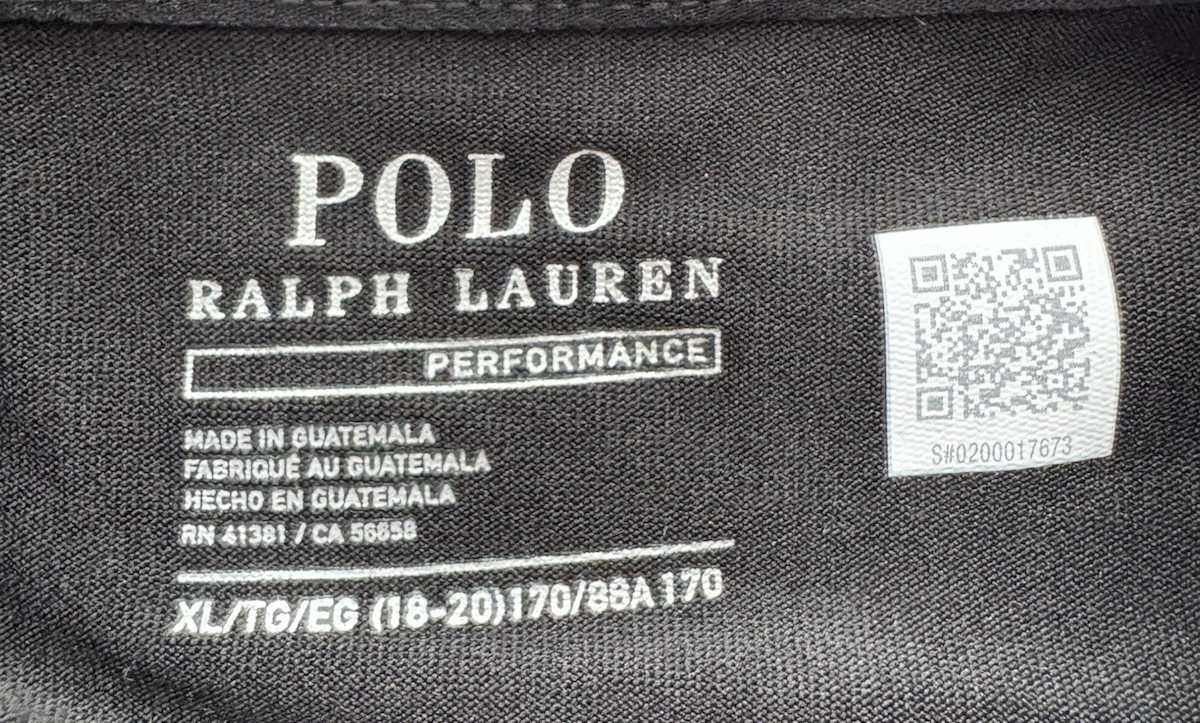 POLO
RALPH LAUREN
PERFORMANCE
MADE IN GUATEMALA
FABRIQUÉ AU GUATEMALA
HECHO EN GUATEMALA
RN 41381 / CA 56858
XL/TG/EG (18-20)170/88A 170
S#0200017673